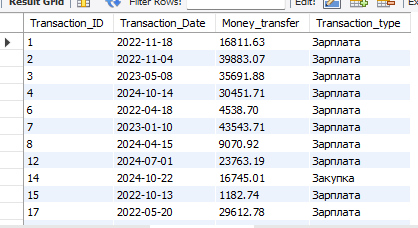 Result Grid Filter Rows: Edit:
Transaction_ID Transaction_Date Money_transfer Transaction_type
1 2022-11-18 16811.63 Зарплата
2 2022-11-04 39883.07 Зарплата
3 2023-05-08 35691.88 Зарплата
4 2024-10-14 30451.71 Зарплата
6 2022-04-18 4538.70 Зарплата
7 2023-01-10 43543.71 Зарплата
8 2024-04-15 9070.92 Зарплата
12 2024-07-01 23763.19 Зарплата
14 2024-10-22 16745.01 Закупка
15 2022-10-13 1182.74 Зарплата
17 2022-05-20 29612.78 Зарплата